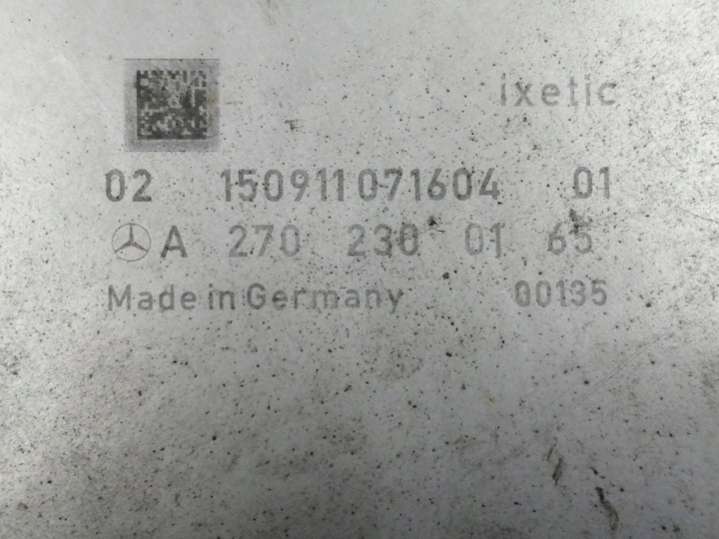 ixetic
02 150911071604 01
A 270 230 01 65
Made in Germany 00135